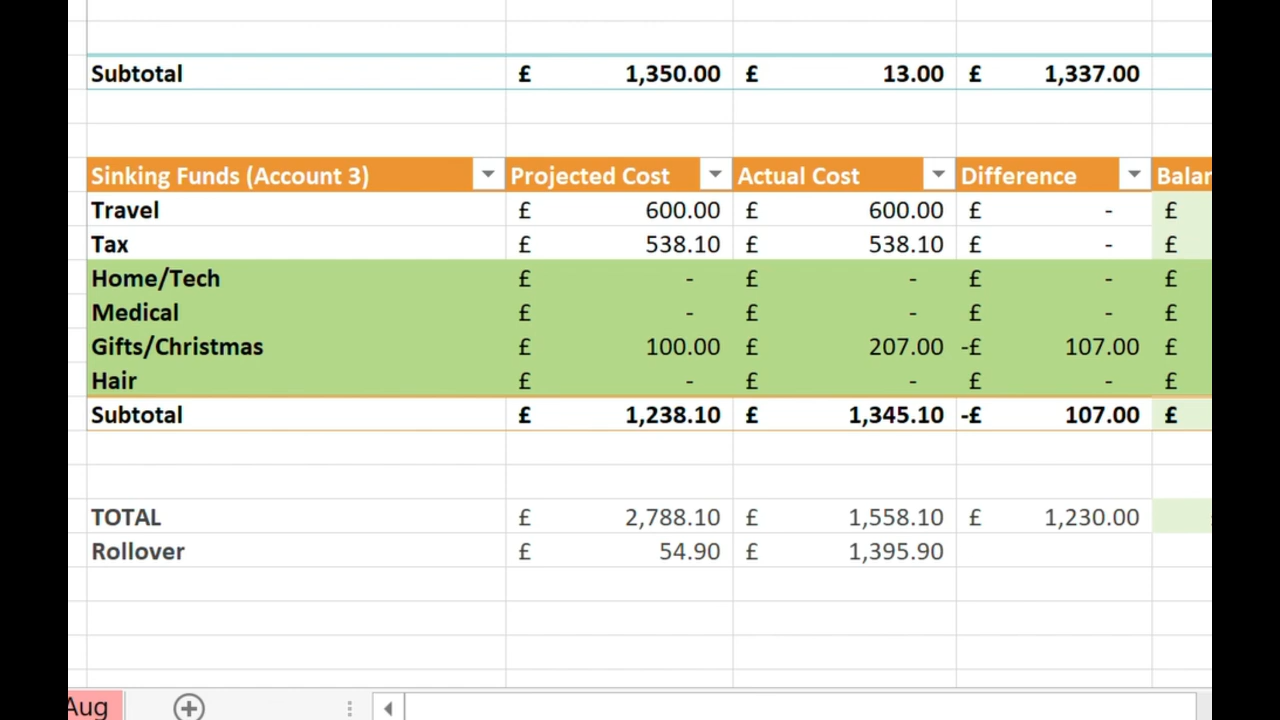 Subtotal £ 1,350.00 £ 13.00 £ 1,337.00
Sinking Funds (Account 3) Projected Cost Actual Cost Difference
Travel £ 600.00 £ 600.00 £ - £
Tax £ 538.10 £ 538.10 £ - £
Home/Tech £ - £ - £ - £
Medical £ - £ - £ - £
Gifts/Christmas £ 100.00 £ 207.00 -£ 107.00 £
Hair £ - £ - £ - £
Subtotal £ 1,238.10 £ 1,345.10 -£ 107.00 £
TOTAL £ 2,788.10 £ 1,558.10 £ 1,230.00
Rollover £ 54.90 £ 1,395.90
Aug